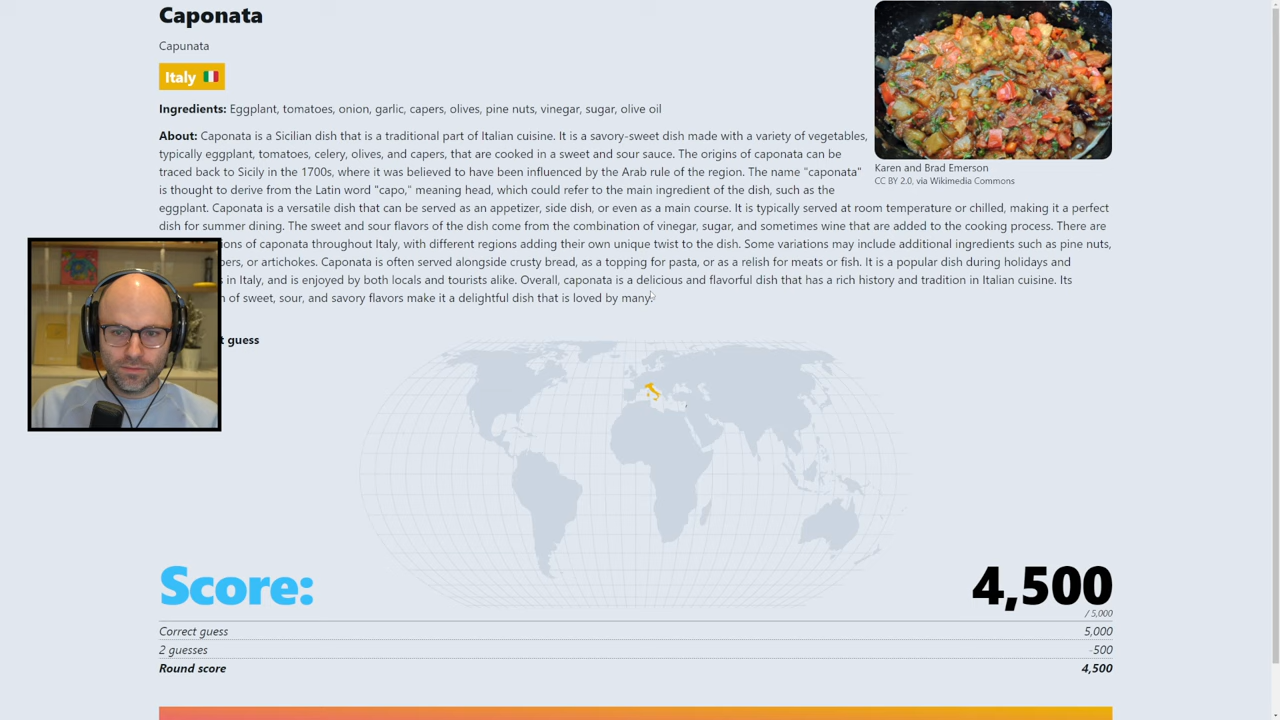 Caponata
Capunata
Italy
Ingredients: Eggplant, tomatoes, onion, garlic, capers, olives, pine nuts, vinegar, sugar, olive oil
About: Caponata is a Sicilian dish that is a traditional part of Italian cuisine. It is a savory-sweet dish made with a variety of vegetables,
typically eggplant, tomatoes, celery, olives, and capers, that are cooked in a sweet and sour sauce. The origins of caponata can be
traced back to Sicily in the 1700s, where it was believed to have been influenced by the Arab rule of the region. The name "caponata"
is thought to derive from the Latin word "capo," meaning head, which could refer to the main ingredient of the dish, such as the
eggplant. Caponata is a versatile dish that can be served as an appetizer, side dish, or even as a main course. It is typically served at room temperature or chilled, making it a perfect
dish for summer dining. The sweet and sour flavors of the dish come from the combination of vinegar, sugar, and sometimes wine that are added to the cooking process. There are
of caponata throughout Italy, with different regions adding their own unique twist to the dish. Some variations may include additional ingredients such as pine nuts,
or artichokes. Caponata is often served alongside crusty bread, as a topping for pasta, or as a relish for meats or fish. It is a popular dish during holidays and
in Italy, and is enjoyed by both locals and tourists alike. Overall, caponata is a delicious and flavorful dish that has a rich history and tradition in Italian cuisine. Its
of sweet, sour, and savory flavors make it a delightful dish that is loved by many.
guess
Karen and Brad Emerson
CC BY 2.0, via Wikimedia Commons
Score: 4,500
/ 5,000
Correct guess 5,000
2 guesses -500
Round score 4,500